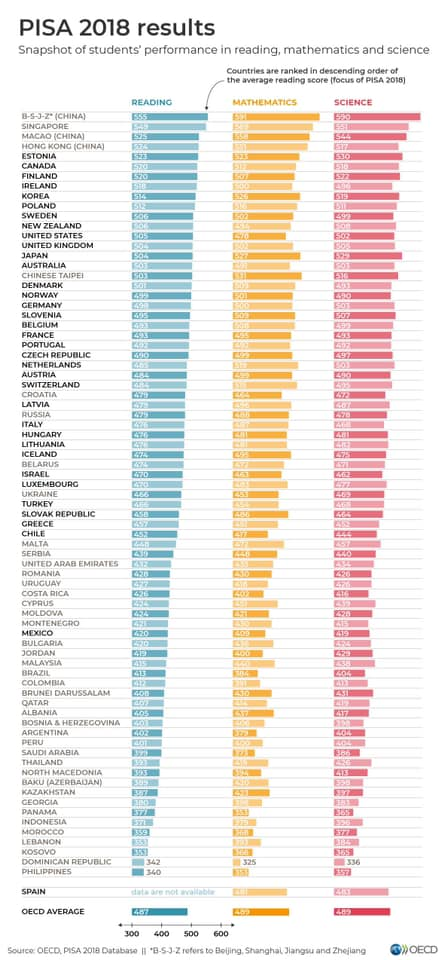 PISA 2018 results
Snapshot of students' performance in reading, mathematics and science
Countries are ranked in descending order of
the average reading score (focus of PISA 2018)
READING MATHEMATICS SCIENCE
B-S-J-Z* (CHINA) 555 591 590
SINGAPORE 549 569 551
MACAO (CHINA) 525 558 544
HONG KONG (CHINA) 524 551 517
ESTONIA 523 523 530
CANADA 520 512 518
FINLAND 520 507 522
IRELAND 518 500 496
KOREA 514 526 519
POLAND 512 516 511
SWEDEN 506 502 499
NEW ZEALAND 506 494 508
UNITED STATES 505 478 502
UNITED KINGDOM 504 502 505
JAPAN 504 527 529
AUSTRALIA 503 491 503
CHINESE TAIPEI 503 531 516
DENMARK 501 509 493
NORWAY 499 501 490
GERMANY 498 500 503
SLOVENIA 495 509 507
BELGIUM 493 508 499
FRANCE 493 495 493
PORTUGAL 492 492 492
CZECH REPUBLIC 490 499 497
NETHERLANDS 485 519 503
AUSTRIA 484 499 490
SWITZERLAND 484 515 495
CROATIA 479 464 472
LATVIA 479 496 487
RUSSIA 479 488 478
ITALY 476 487 468
HUNGARY 476 481 481
LITHUANIA 476 481 482
ICELAND 474 495 475
BELARUS 474 472 471
ISRAEL 470 463 462
LUXEMBOURG 470 483 477
UKRAINE 466 453 469
TURKEY 466 454 468
SLOVAK REPUBLIC 458 486 464
GREECE 457 451 452
CHILE 452 417 444
MALTA 448 472 457
SERBIA 439 448 440
UNITED ARAB EMIRATES 432 435 434
ROMANIA 428 430 426
URUGUAY 427 418 426
COSTA RICA 426 402 416
CYPRUS 424 451 439
MOLDOVA 424 421 428
MONTENEGRO 421 430 415
MEXICO 420 409 419
BULGARIA 420 436 424
JORDAN 419 400 429
MALAYSIA 415 440 438
BRAZIL 413 384 404
COLOMBIA 412 391 413
BRUNEI DARUSSALAM 408 430 431
QATAR 407 414 419
ALBANIA 405 437 417
BOSNIA & HERZEGOVINA 403 406 398
ARGENTINA 402 379 404
PERU 401 400 404
SAUDI ARABIA 399 373 386
THAILAND 393 419 426
NORTH MACEDONIA 393 394 413
BAKU (AZERBAIJAN) 389 420 398
KAZAKHSTAN 387 423 397
GEORGIA 380 398 383
PANAMA 377 353 365
INDONESIA 371 379 396
MOROCCO 359 368 377
LEBANON 353 393 384
KOSOVO 353 366 365
DOMINICAN REPUBLIC 342 325 336
PHILIPPINES 340 353 357
SPAIN data are not available 481 483
OECD AVERAGE 487 489 489
300 400 500 600
Source: OECD, PISA 2018 Database || *B-S-J-Z refers to Beijing, Shanghai, Jiangsu and Zhejiang
OECD